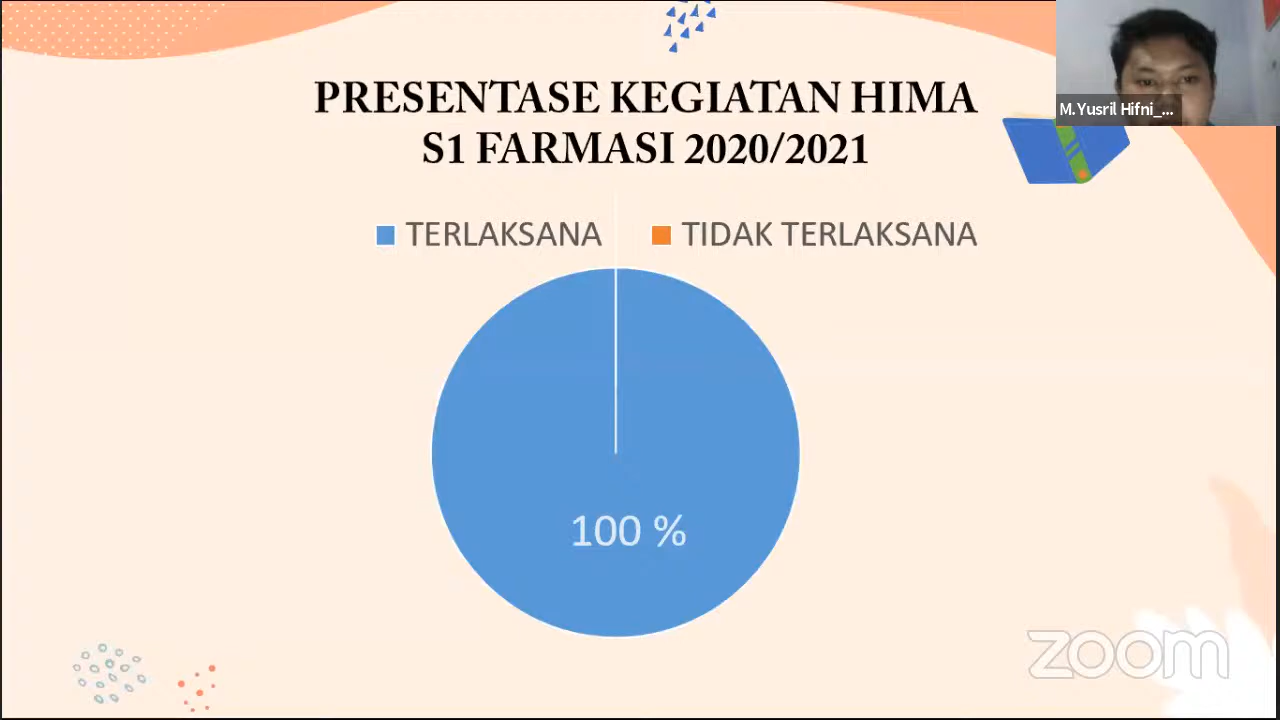 PRESENTASE KEGIATAN HIMA
S1 FARMASI 2020/2021
M.Yusril Hifni_...
TERLAKSANA TIDAK TERLAKSANA
100 %
zoom